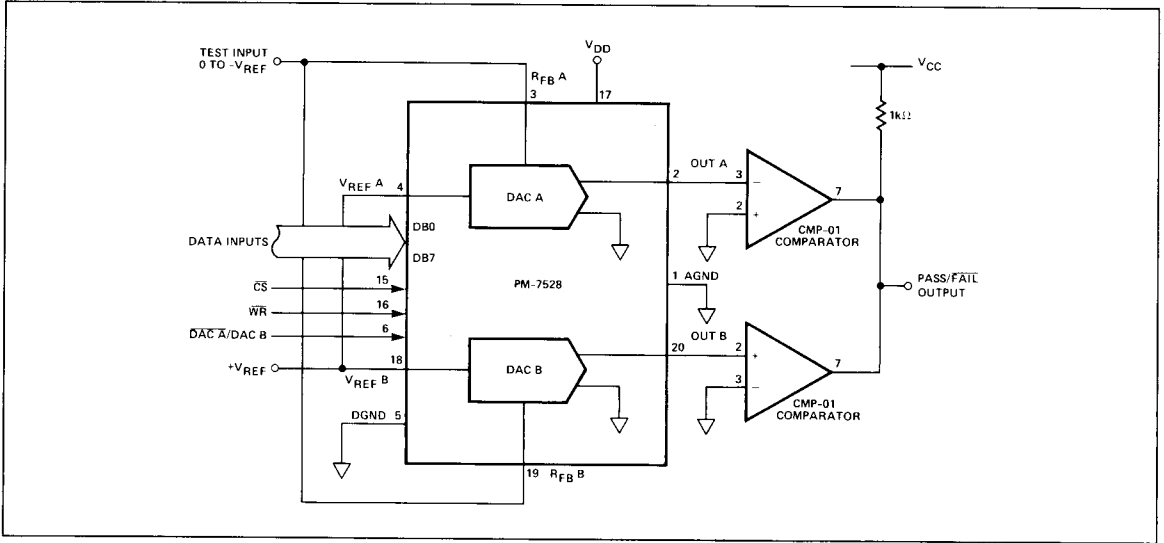 TEST INPUT
0 TO -VREF
RFB A
3
VDD
17
VCC
1kΩ
VREF A
4
DAC A
2
OUT A
3
−
2
+
7
CMP-01
COMPARATOR
DATA INPUTS
DB0
DB7
PM-7528
1 AGND
PASS/FAIL
OUTPUT
CS
15
WR
16
DAC A/DAC B
6
18
+VREF
VREF B
DAC B
OUT B
20
2
+
3
−
7
CMP-01
COMPARATOR
DGND 5
19 RFB B